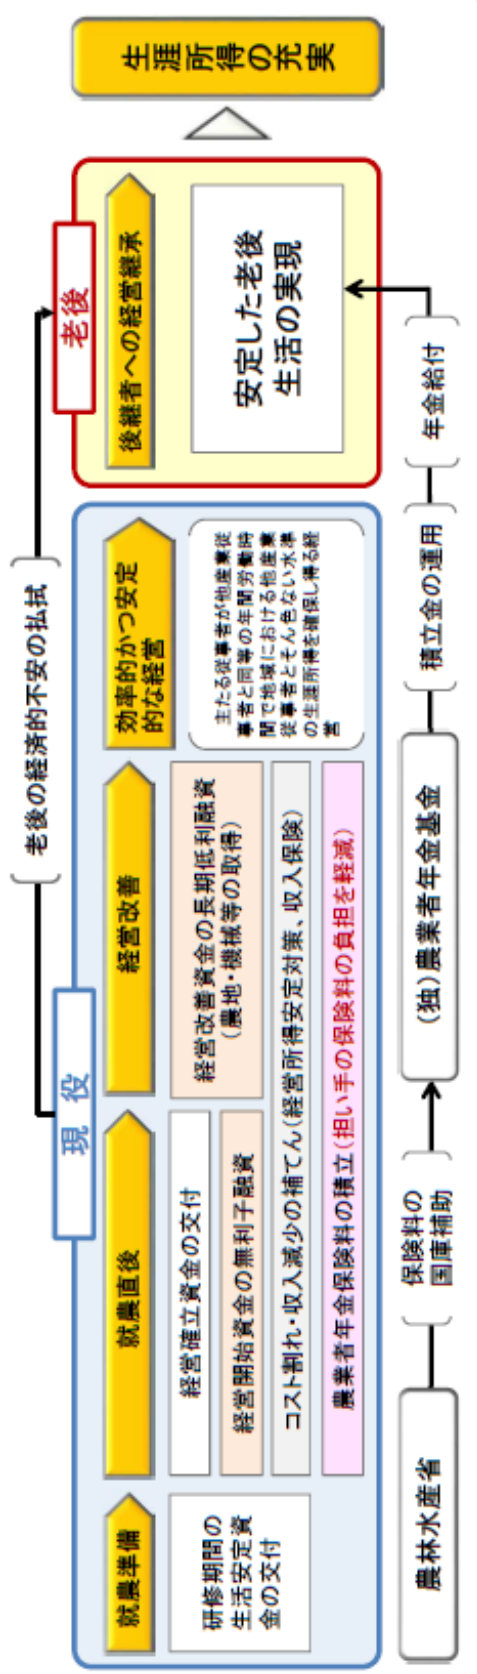 老後の経済的不安の払拭
現 役
老後
就農準備
就農直後
経営改善
効率的かつ安定
的な経営
後継者への経営継承
生涯所得の充実
研修期間の
生活安定資
金の交付
経営確立資金の交付
経営開始資金の無利子融資
経営改善資金の長期低利融資
(農地・機械等の取得)
コスト割れ・収入減少の補てん(経営所得安定対策、収入保険)
農業者年金保険料の積立(担い手の保険料の負担を軽減)
主たる従事者が他産業従
事者と同等の年間労働時
間で地域における他産業
従事者とそん色ない水準
の生涯所得を確保し得る経
営
安定した老後
生活の実現
農林水産省
保険料の
国庫補助
(独)農業者年金基金
積立金の運用
年金給付